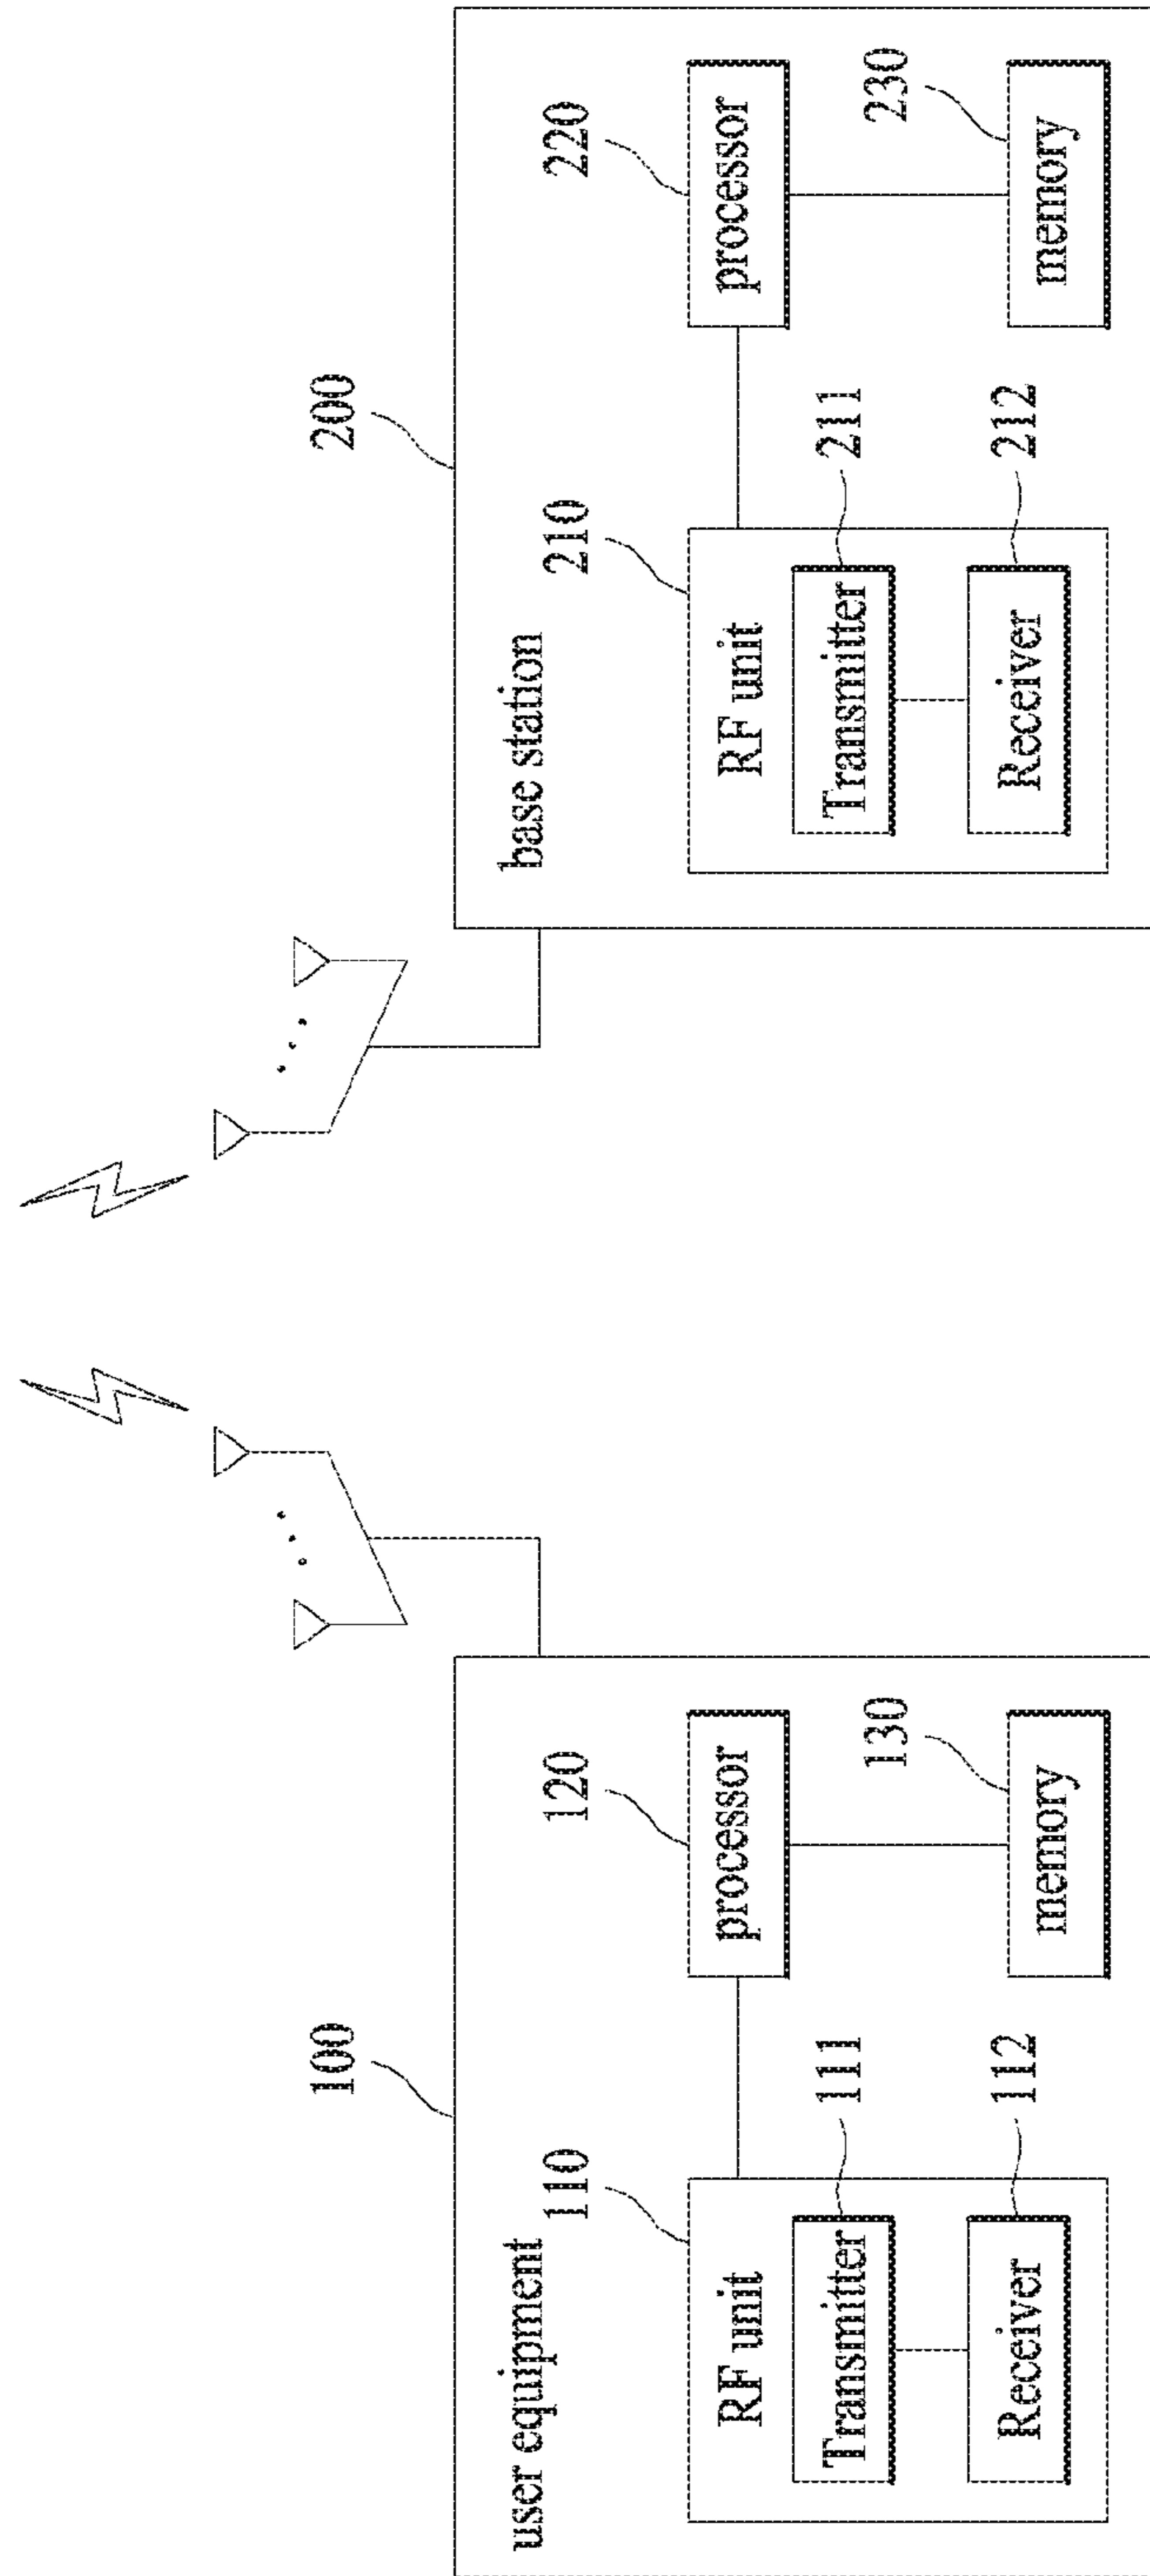 100
user equipment
110
RF unit
Transmitter
111
Receiver
112
120
processor
130
memory
200
base station
210
RF unit
Transmitter
211
Receiver
212
220
processor
230
memory